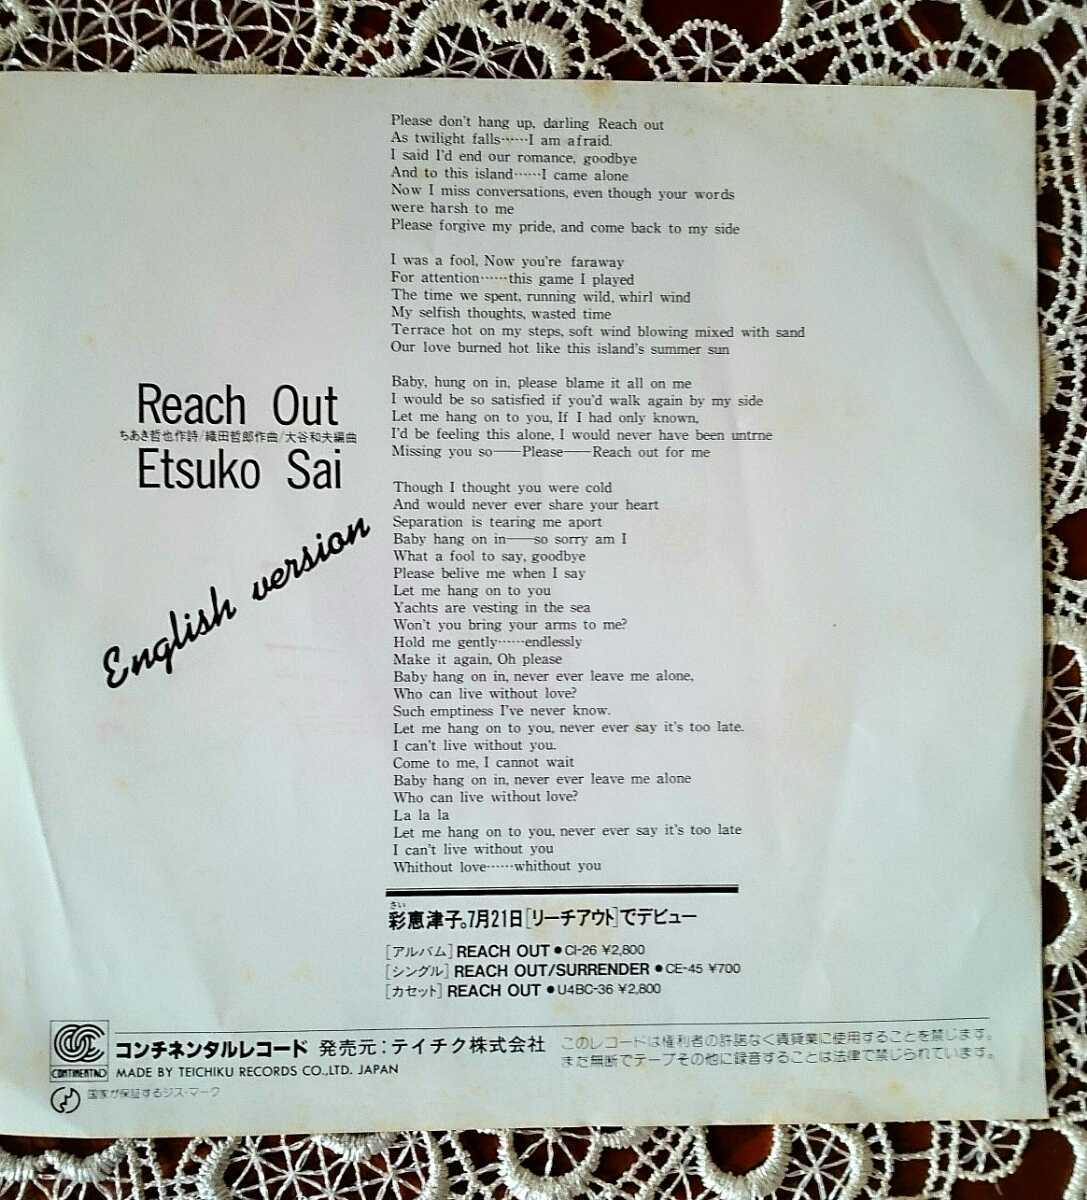 Please don't hang up, darling Reach out
As twilight falls……I am afraid.
I said I'd end our romance, goodbye
And to this island……I came alone
Now I miss conversations, even though your words
were harsh to me
Please forgive my pride, and come back to my side
I was a fool, Now you're faraway
For attention……this game I played
The time we spent, running wild, whirl wind
My selfish thoughts, wasted time
Terrace hot on my steps, soft wind blowing mixed with sand
Our love burned hot like this island's summer sun
Baby, hung on in, please blame it all on me
I would be so satisfied if you'd walk again by my side
Let me hang on to you, If I had only known,
I'd be feeling this alone, I would never have been untrne
Missing you so——Please——Reach out for me
Though I thought you were cold
And would never ever share your heart
Separation is tearing me aport
Baby hang on in——so sorry am I
What a fool to say, goodbye
Please belive me when I say
Let me hang on to you
Yachts are vesting in the sea
Won't you bring your arms to me?
Hold me gently……endlessly
Make it again, Oh please
Baby hang on in, never ever leave me alone,
Who can live without love?
Such emptiness I've never know.
Let me hang on to you, never ever say it's too late.
I can't live without you.
Come to me, I cannot wait
Baby hang on in, never ever leave me alone
Who can live without love?
La la la
Let me hang on to you, never ever say it's too late
I can't live without you
Whithout love……whithout you
Reach Out
ちあき哲也作詩/織田哲郎作曲/大谷和夫編曲
Etsuko Sai
English version
さい
彩恵津子。7月21日[リーチアウト]でデビュー
[アルバム] REACH OUT ●CI-26 ¥2,800
[シングル] REACH OUT/SURRENDER ●CE-45 ¥700
[カセット] REACH OUT ●U4BC-36 ¥2,800
CONTINENTAL
コンチネンタルレコード 発売元：テイチク株式会社
MADE BY TEICHIKU RECORDS CO.,LTD. JAPAN
このレコードは権利者の許諾なく賃貸業に使用することを禁じます。
また無断でテープその他に録音することは法律で禁じられています。
国家が保証するジス・マーク